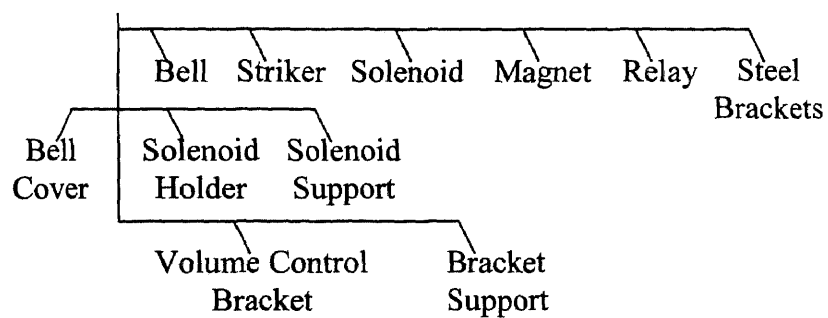 Bell Striker Solenoid Magnet Relay Steel
Brackets
Bell Solenoid Solenoid
Cover Holder Support
Volume Control Bracket
Bracket Support